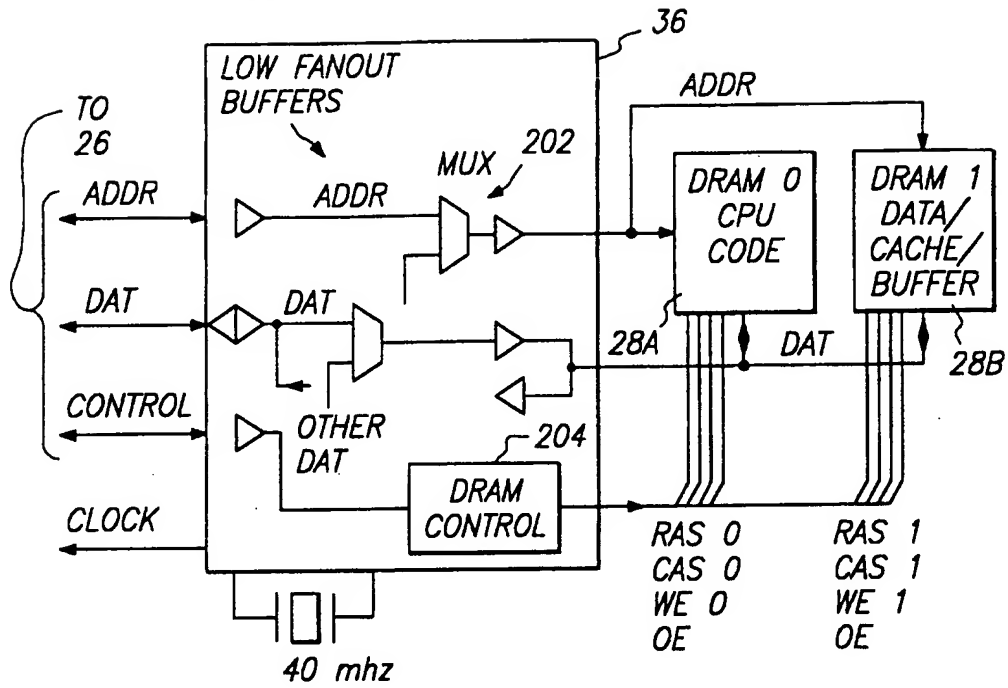 36
LOW FANOUT
BUFFERS
TO
26
ADDR
ADDR
MUX
202
ADDR
DRAM 0
CPU
CODE
DRAM 1
DATA/
CACHE/
BUFFER
DAT
DAT
28A
DAT
28B
CONTROL
OTHER
DAT
204
DRAM
CONTROL
CLOCK
RAS 0
CAS 0
WE 0
OE
RAS 1
CAS 1
WE 1
OE
40 mhz